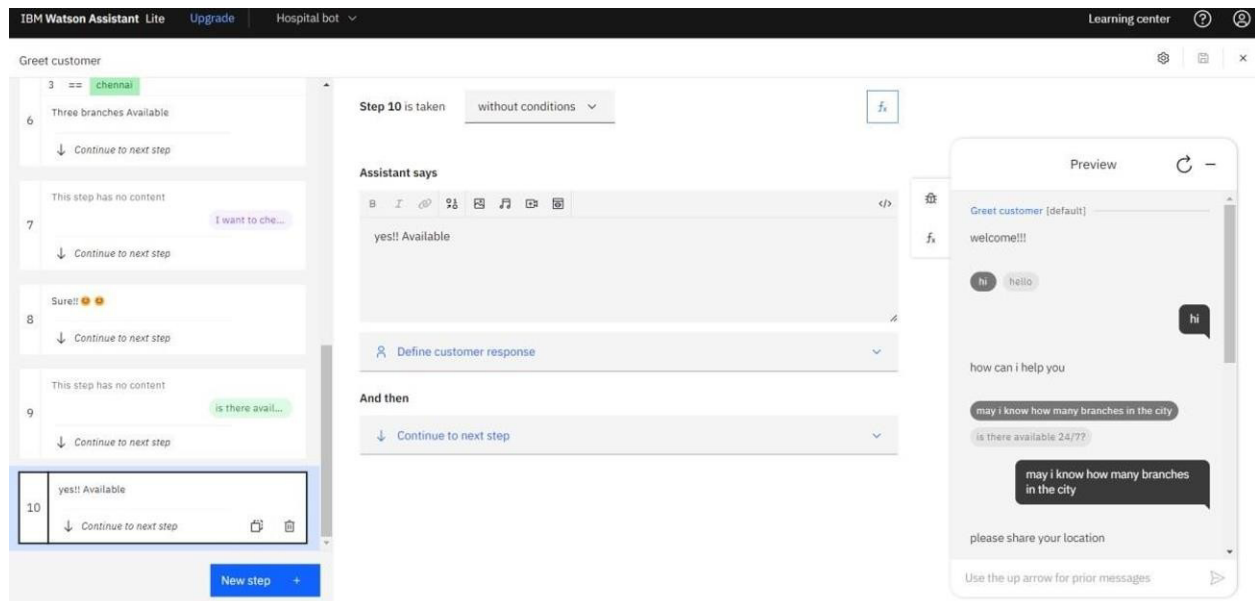 IBM Watson Assistant Lite Upgrade Hospital bot Learning center
Greet customer
3 == chennai
6
Three branches Available
Continue to next step
This step has no content
I want to che...
7
Continue to next step
Sure!!😊😊
8
Continue to next step
This step has no content
is there avail...
9
Continue to next step
yes!! Available
10
Continue to next step
New step +
Step 10 is taken without conditions
fx
Assistant says
B I </>
yes!! Available
Define customer response
And then
Continue to next step
fx
Preview
Greet customer [default]
welcome!!!
hi hello
hi
how can i help you
may i know how many branches in the city
is there available 24/7?
may i know how many branches
in the city
please share your location
Use the up arrow for prior messages